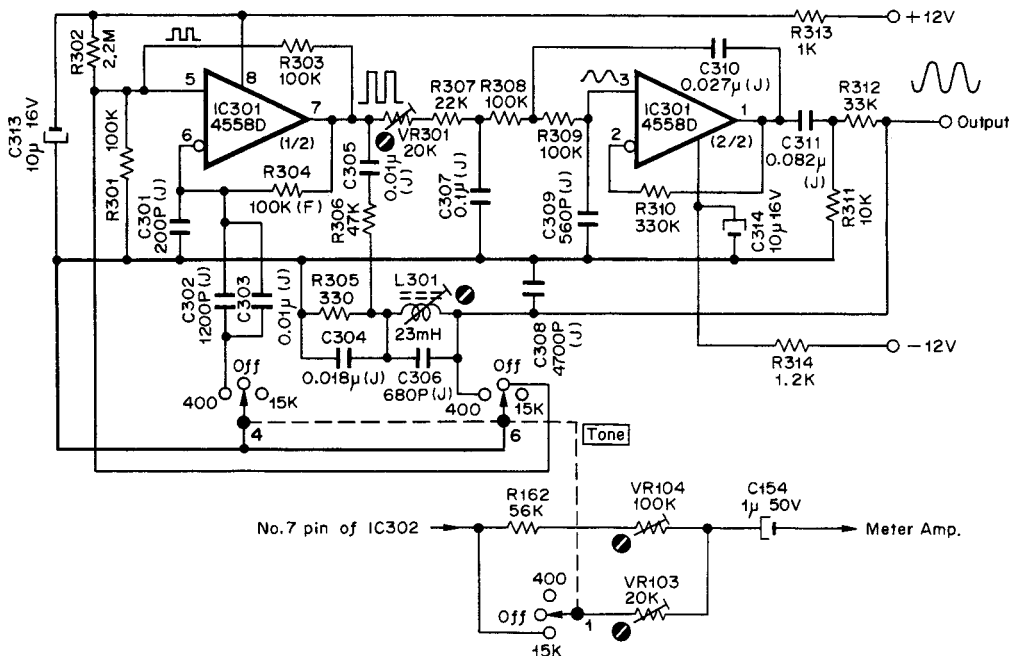 R302
2.2M
C313
10μ 16V
R301
100K
5
8
6
7
IC301
4558D
(1/2)
R303
100K
R304
100K(F)
C301
200P(J)
C302
1200P(J)
C303
0.01μ(J)
VR301
20K
C305
0.01μ
(J)
R306
47K
R307
22K
R308
100K
C307
0.1μ(J)
R309
100K
C309
560P(J)
3
2
1
IC301
4558D
(2/2)
C310
0.027μ(J)
R310
330K
C311
0.082μ
(J)
C314
10μ16V
R311
10K
R312
33K
R313
1K
+12V
Output
R314
1.2K
−12V
R305
330
C304
0.018μ(J)
L301
23mH
C306
680P(J)
C308
4700P
(J)
400
Off
15K
4
400
Off
15K
6
Tone
No.7 pin of IC302
R162
56K
VR104
100K
C154
1μ 50V
Meter Amp.
400
Off
15K
1
VR103
20K